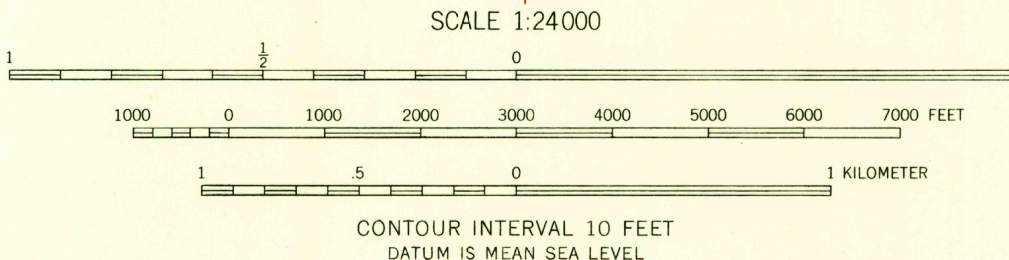 SCALE 1:24000
1 1/2 0
1000 0 1000 2000 3000 4000 5000 6000 7000 FEET
1 .5 0 1 KILOMETER
CONTOUR INTERVAL 10 FEET
DATUM IS MEAN SEA LEVEL